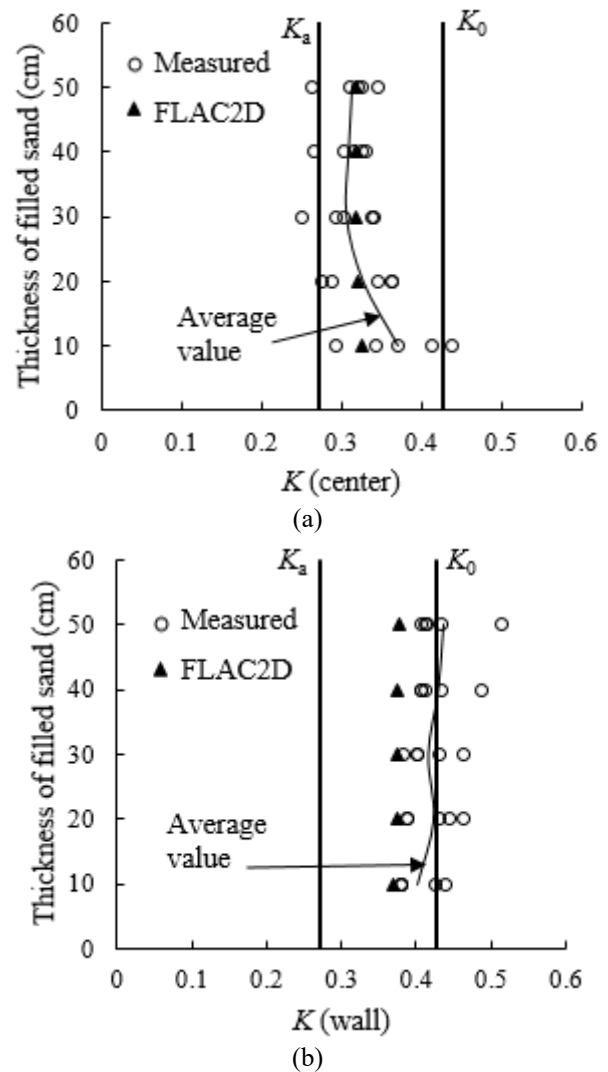 60
50
40
30
20
10
0
Thickness of filled sand (cm)
Ka
K0
Measured
FLAC2D
Average
value
0 0.1 0.2 0.3 0.4 0.5 0.6
K (center)
(a)
60
50
40
30
20
10
0
Thickness of filled sand (cm)
Ka
K0
Measured
FLAC2D
Average
value
0 0.1 0.2 0.3 0.4 0.5 0.6
K (wall)
(b)